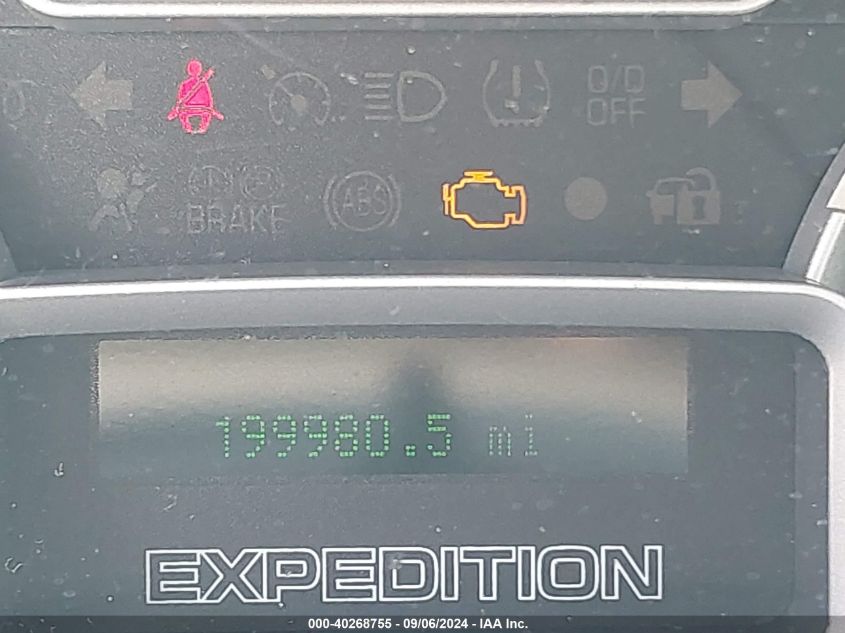 O/D
OFF
BRAKE
ABS
199980.5 mi
EXPEDITION
000-40268755 - 09/06/2024 - IAA Inc.